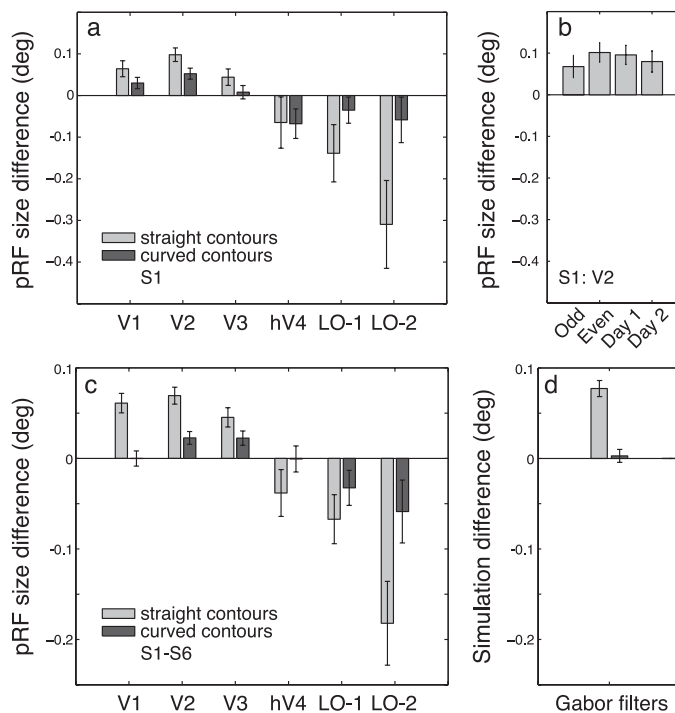 a
pRF size difference (deg)
0.1
0
−0.1
−0.2
−0.3
−0.4
straight contours
curved contours
S1
V1 V2 V3 hV4 LO-1 LO-2
b
pRF size difference (deg)
0.1
0
−0.1
−0.2
−0.3
−0.4
S1: V2
Odd Even Day 1 Day 2
c
pRF size difference (deg)
0.1
0
−0.1
−0.2
straight contours
curved contours
S1-S6
V1 V2 V3 hV4 LO-1 LO-2
d
Simulation difference (deg)
0.1
0
−0.1
−0.2
Gabor filters